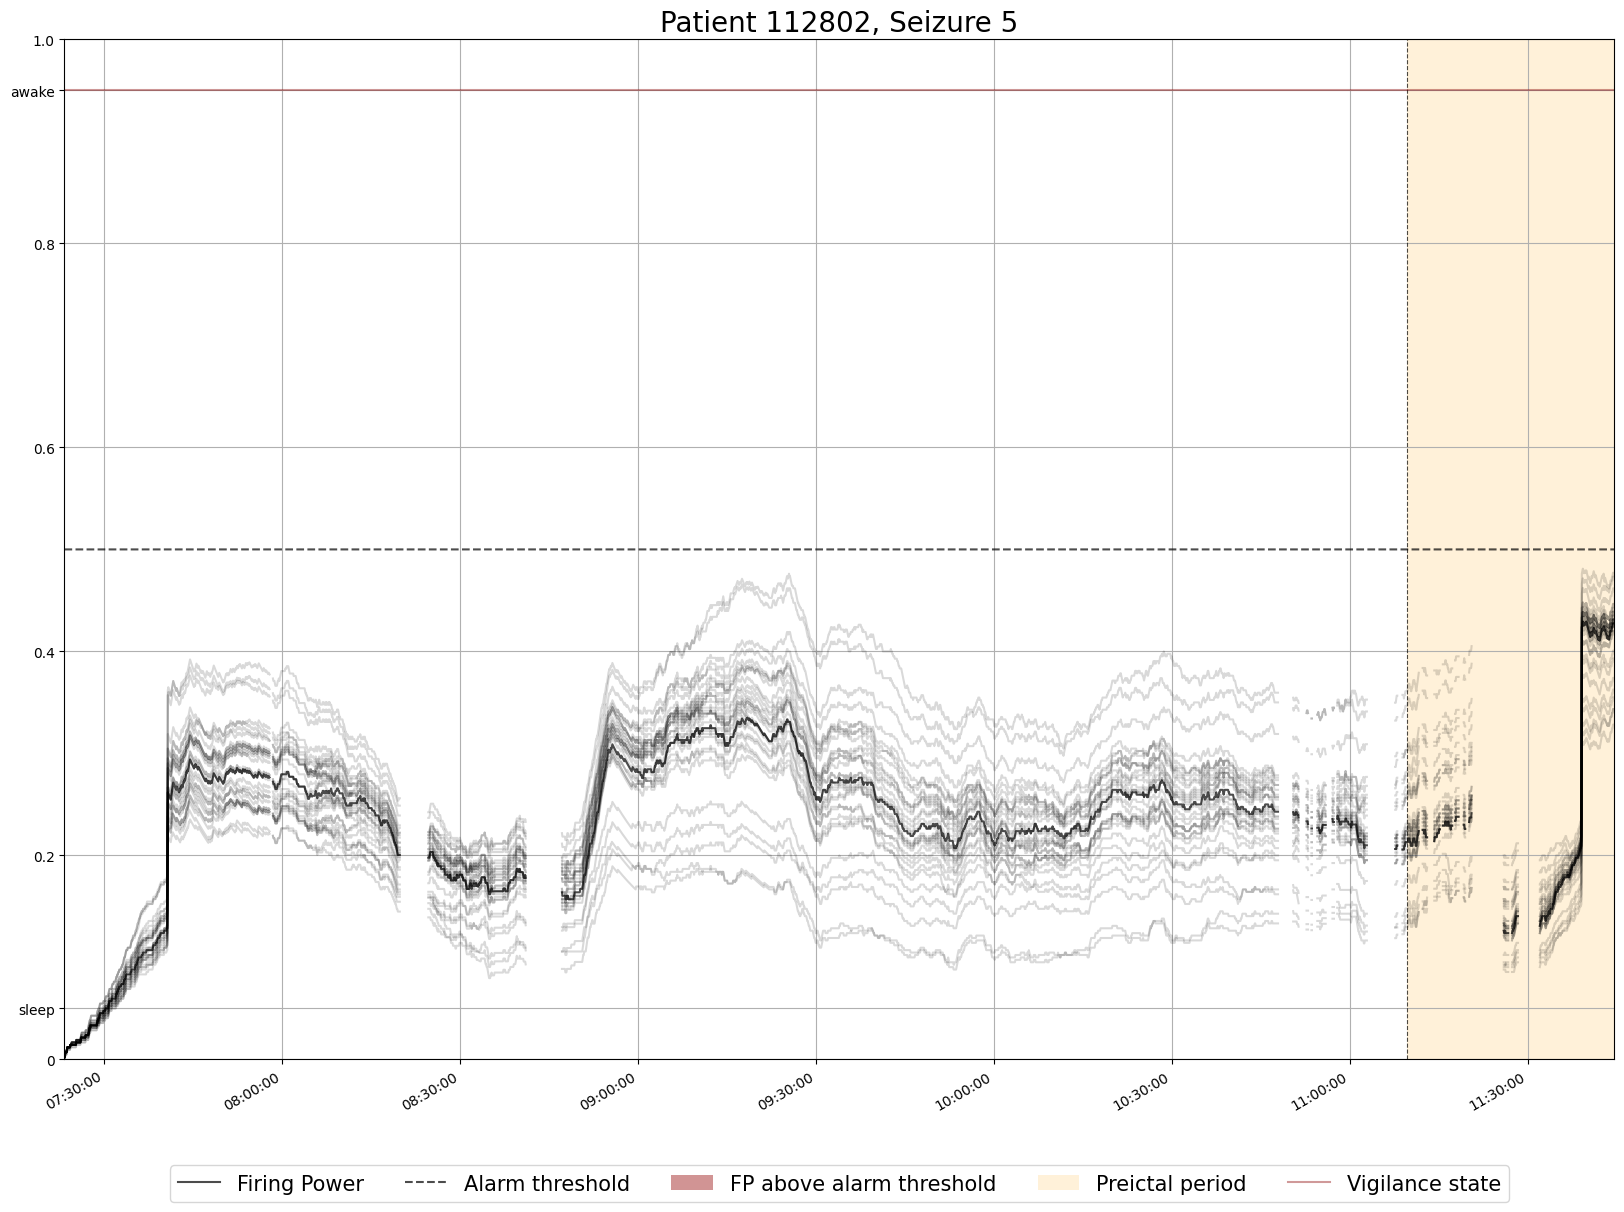 Patient 112802, Seizure 5
1.0
awake
0.8
0.6
0.4
0.2
sleep
0
07:30:00 08:00:00 08:30:00 09:00:00 09:30:00 10:00:00 10:30:00 11:00:00 11:30:00
Firing Power Alarm threshold FP above alarm threshold Preictal period Vigilance state